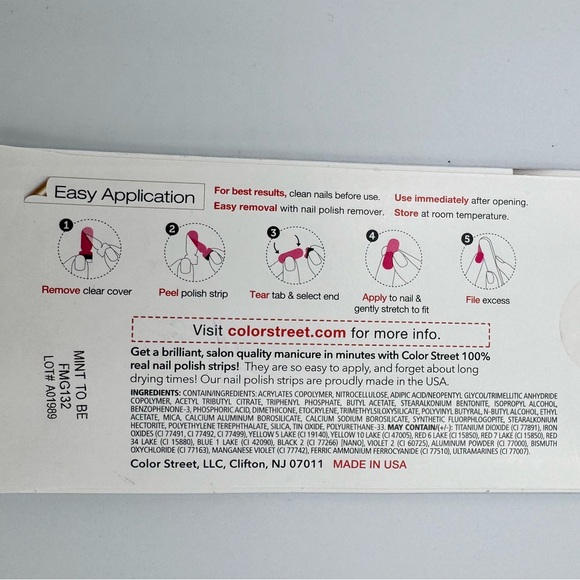 Easy Application
For best results, clean nails before use.
Easy removal with nail polish remover.
Use immediately after opening.
Store at room temperature.
1
Remove clear cover
2
Peel polish strip
3
Tear tab & select end
4
Apply to nail &
gently stretch to fit
5
File excess
Visit colorstreet.com for more info.
Get a brilliant, salon quality manicure in minutes with Color Street 100%
real nail polish strips! They are so easy to apply, and forget about long
drying times! Our nail polish strips are proudly made in the USA.
INGREDIENTS: CONTAIN/INGREDIENTS: ACRYLATES COPOLYMER, NITROCELLULOSE, ADIPIC ACID/NEOPENTYL GLYCOL/TRIMELLITIC ANHYDRIDE
COPOLYMER, ACETYL TRIBUTYL CITRATE, TRIPHENYL PHOSPHATE, BUTYL ACETATE, STEARALKONIUM BENTONITE, ISOPROPYL ALCOHOL,
BENZOPHENONE-3, PHOSPHORIC ACID, DIMETHICONE, ETOCRYLENE, TRIMETHYLSILOXYSILICATE, POLYVINYL BUTYRAL, N-BUTYL ALCOHOL, ETHYL
ACETATE, MICA, CALCIUM ALUMINUM BOROSILICATE, CALCIUM SODIUM BOROSILICATE, SYNTHETIC FLUORPHLOGOPITE, STEARALKONIUM
HECTORITE, POLYETHYLENE TEREPHTHALATE, SILICA, TIN OXIDE, POLYURETHANE-33. MAY CONTAIN/(+/-): TITANIUM DIOXIDE (CI 77891), IRON
OXIDES (CI 77491, CI 77492, CI 77499), YELLOW 5 LAKE (CI 19140), YELLOW 10 LAKE (CI 47005), RED 6 LAKE (CI 15850), RED 7 LAKE (CI 15850), RED
34 LAKE (CI 15880), BLUE 1 LAKE (CI 42090), BLACK 2 (CI 77266) [NANO], VIOLET 2 (CI 60725), ALUMINUM POWDER (CI 77000), BISMUTH
OXYCHLORIDE (CI 77163), MANGANESE VIOLET (CI 77742), FERRIC AMMONIUM FERROCYANIDE (CI 77510), ULTRAMARINES (CI 77007).
Color Street, LLC, Clifton, NJ 07011 MADE IN USA
MINT TO BE
FMG132
LOT# A01989